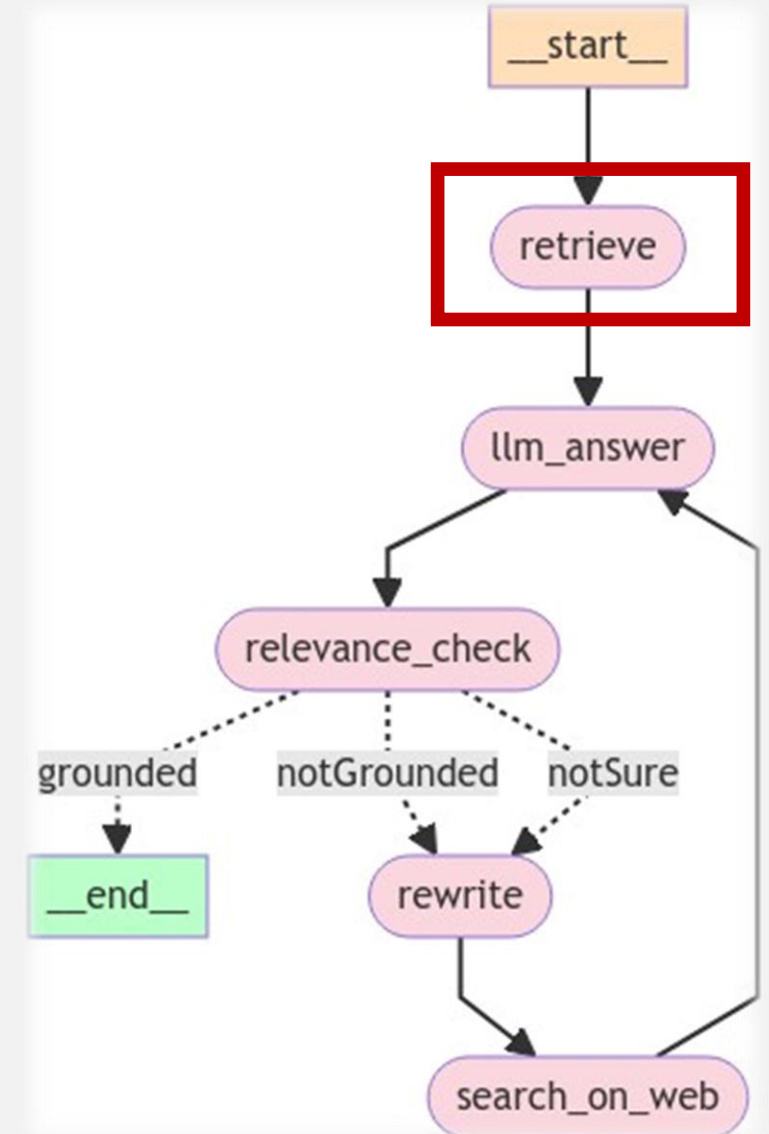 __start__
retrieve
llm_answer
relevance_check
grounded
notGrounded
notSure
__end__
rewrite
search_on_web